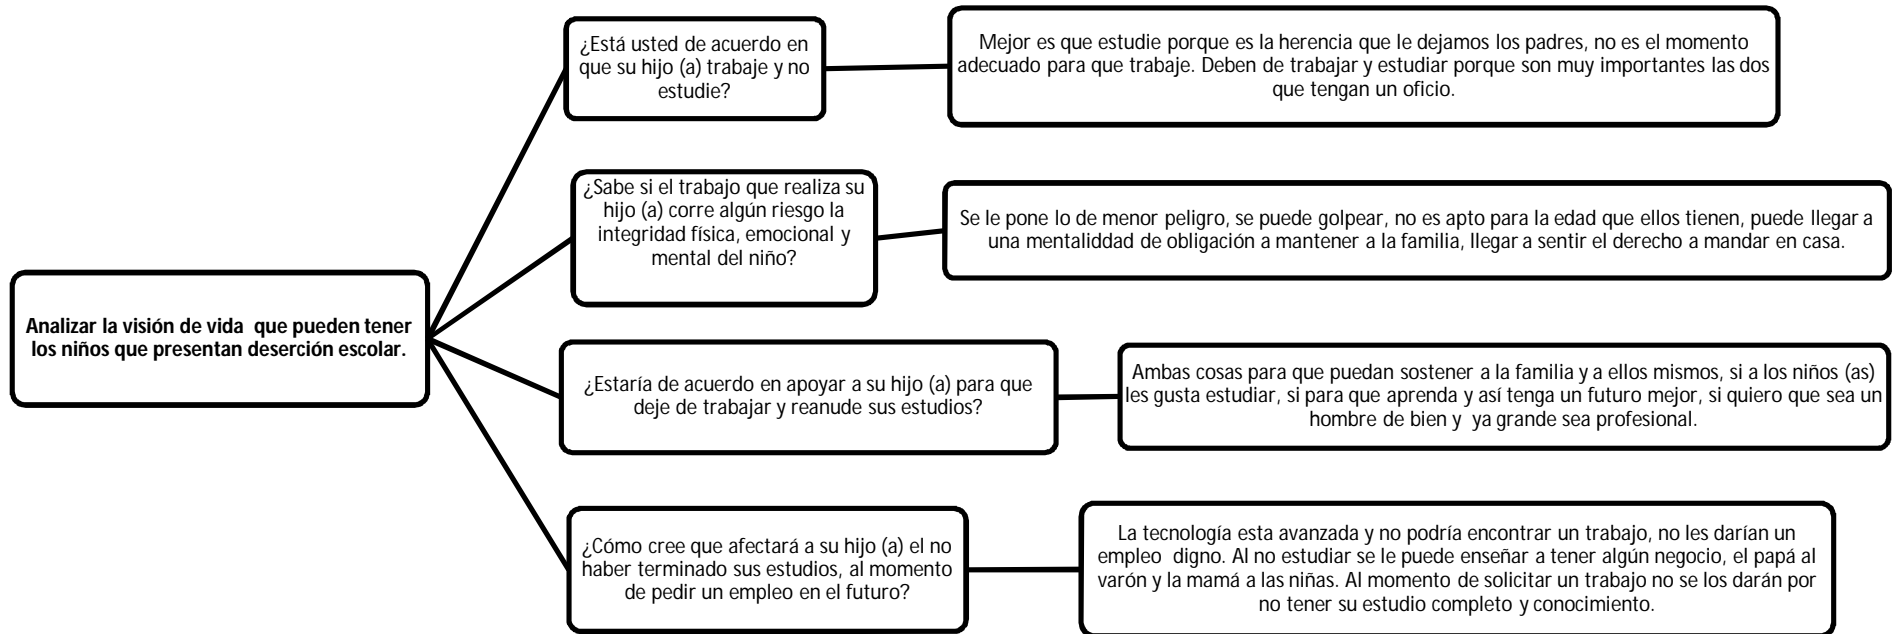 Analizar la visión de vida que pueden tener
los niños que presentan deserción escolar.
¿Está usted de acuerdo en
que su hijo (a) trabaje y no
estudie?
Mejor es que estudie porque es la herencia que le dejamos los padres, no es el momento
adecuado para que trabaje. Deben de trabajar y estudiar porque son muy importantes las dos
que tengan un oficio.
¿Sabe si el trabajo que realiza su
hijo (a) corre algún riesgo la
integridad física, emocional y
mental del niño?
Se le pone lo de menor peligro, se puede golpear, no es apto para la edad que ellos tienen, puede llegar a
una mentaliddad de obligación a mantener a la familia, llegar a sentir el derecho a mandar en casa.
¿Estaría de acuerdo en apoyar a su hijo (a) para que
deje de trabajar y reanude sus estudios?
Ambas cosas para que puedan sostener a la familia y a ellos mismos, si a los niños (as)
les gusta estudiar, si para que aprenda y así tenga un futuro mejor, si quiero que sea un
hombre de bien y ya grande sea profesional.
¿Cómo cree que afectará a su hijo (a) el no
haber terminado sus estudios, al momento
de pedir un empleo en el futuro?
La tecnología esta avanzada y no podría encontrar un trabajo, no les darían un
empleo digno. Al no estudiar se le puede enseñar a tener algún negocio, el papá al
varón y la mamá a las niñas. Al momento de solicitar un trabajo no se los darán por
no tener su estudio completo y conocimiento.